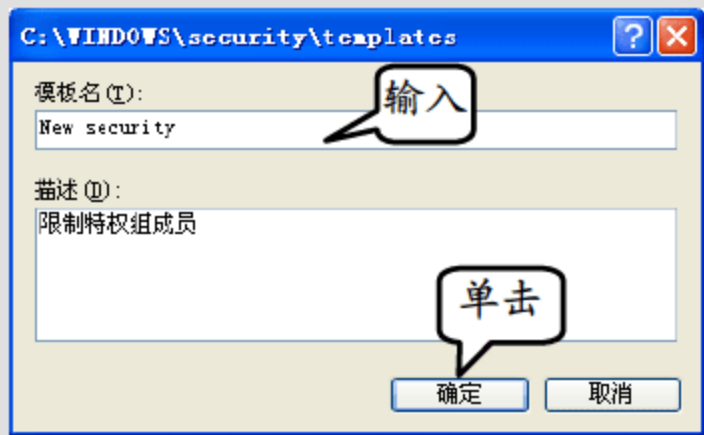 C:\WINDOWS\security\templates
模板名(T):
输入
New security
描述(D):
限制特权组成员
单击
确定
取消